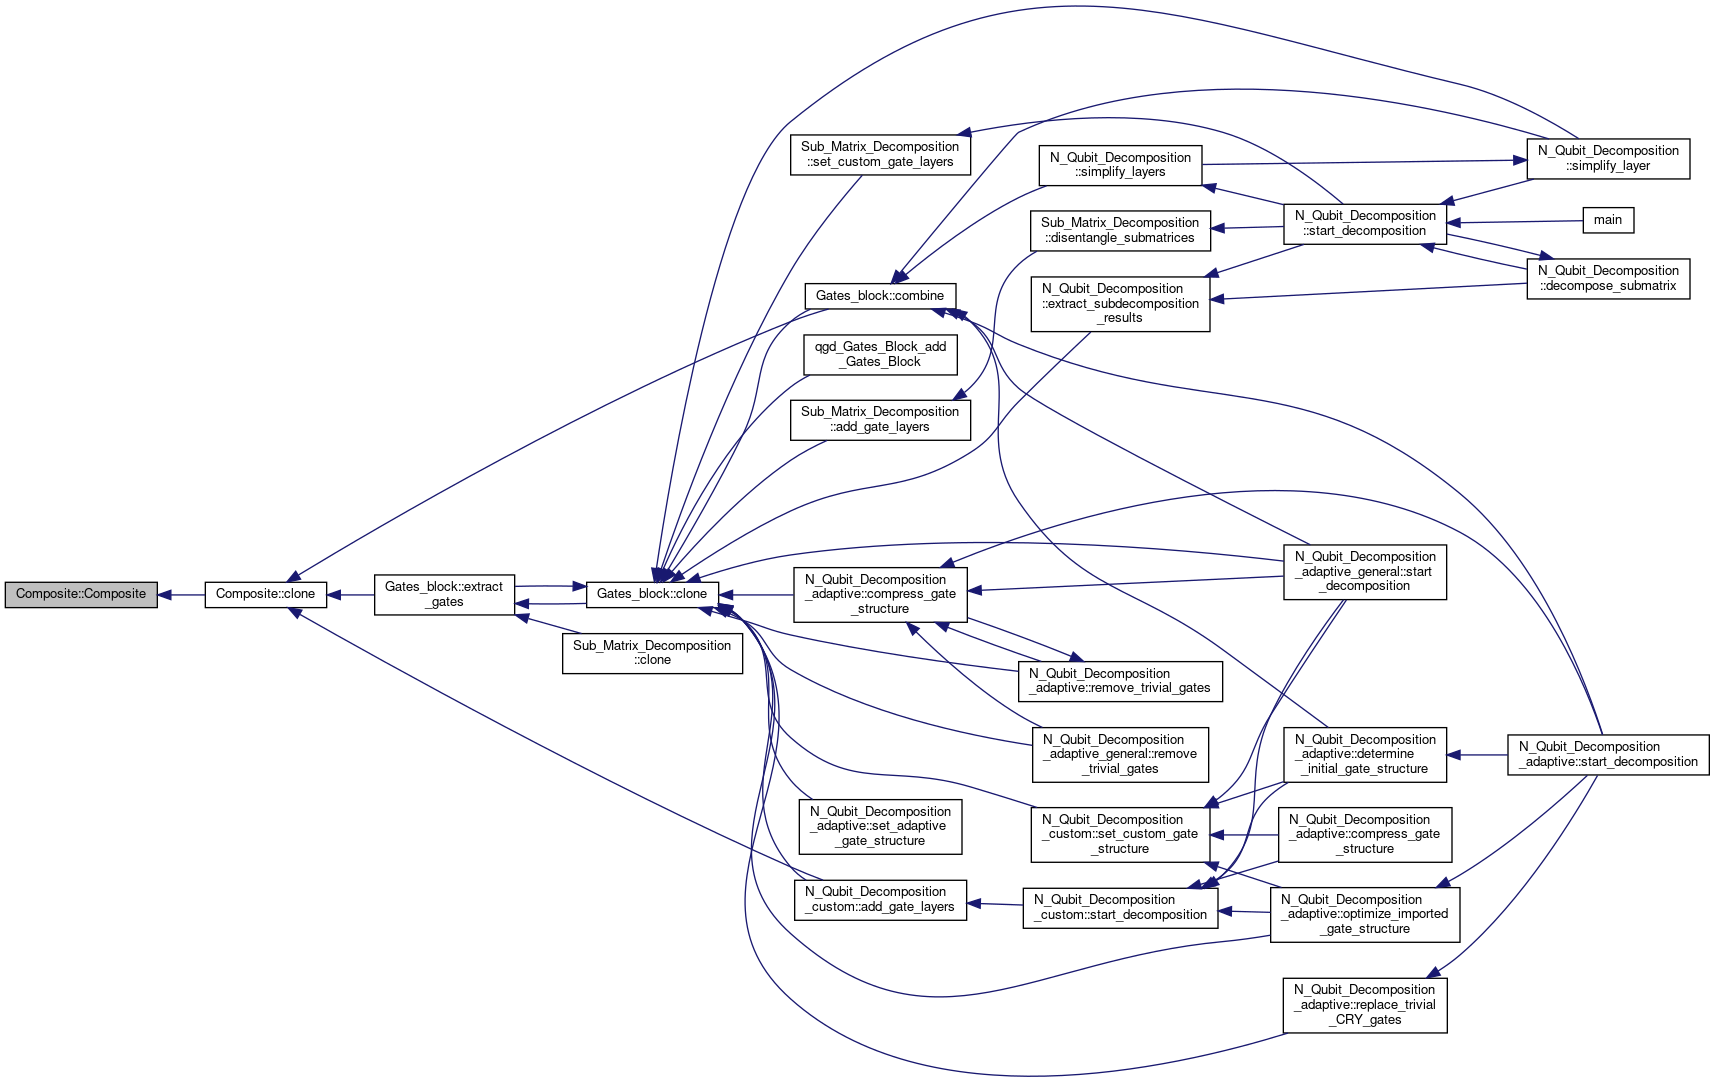 Composite::Composite
Composite::clone
Gates_block::extract
_gates
Gates_block::clone
Sub_Matrix_Decomposition
::clone
Sub_Matrix_Decomposition
::set_custom_gate_layers
Gates_block::combine
qgd_Gates_Block_add
_Gates_Block
Sub_Matrix_Decomposition
::add_gate_layers
N_Qubit_Decomposition
_adaptive::compress_gate
_structure
N_Qubit_Decomposition
_adaptive::set_adaptive
_gate_structure
N_Qubit_Decomposition
_custom::add_gate_layers
N_Qubit_Decomposition
::simplify_layers
Sub_Matrix_Decomposition
::disentangle_submatrices
N_Qubit_Decomposition
::extract_subdecomposition
_results
N_Qubit_Decomposition
_adaptive::remove_trivial_gates
N_Qubit_Decomposition
_adaptive_general::remove
_trivial_gates
N_Qubit_Decomposition
_custom::set_custom_gate
_structure
N_Qubit_Decomposition
_custom::start_decomposition
N_Qubit_Decomposition
::start_decomposition
N_Qubit_Decomposition
_adaptive_general::start
_decomposition
N_Qubit_Decomposition
_adaptive::determine
_initial_gate_structure
N_Qubit_Decomposition
_adaptive::compress_gate
_structure
N_Qubit_Decomposition
_adaptive::optimize_imported
_gate_structure
N_Qubit_Decomposition
_adaptive::replace_trivial
_CRY_gates
N_Qubit_Decomposition
::simplify_layer
main
N_Qubit_Decomposition
::decompose_submatrix
N_Qubit_Decomposition
_adaptive::start_decomposition